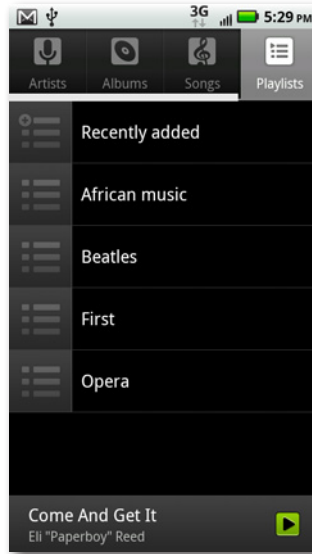 3G 5:29 PM
Artists Albums Songs Playlists
Recently added
African music
Beatles
First
Opera
Come And Get It
Eli "Paperboy" Reed